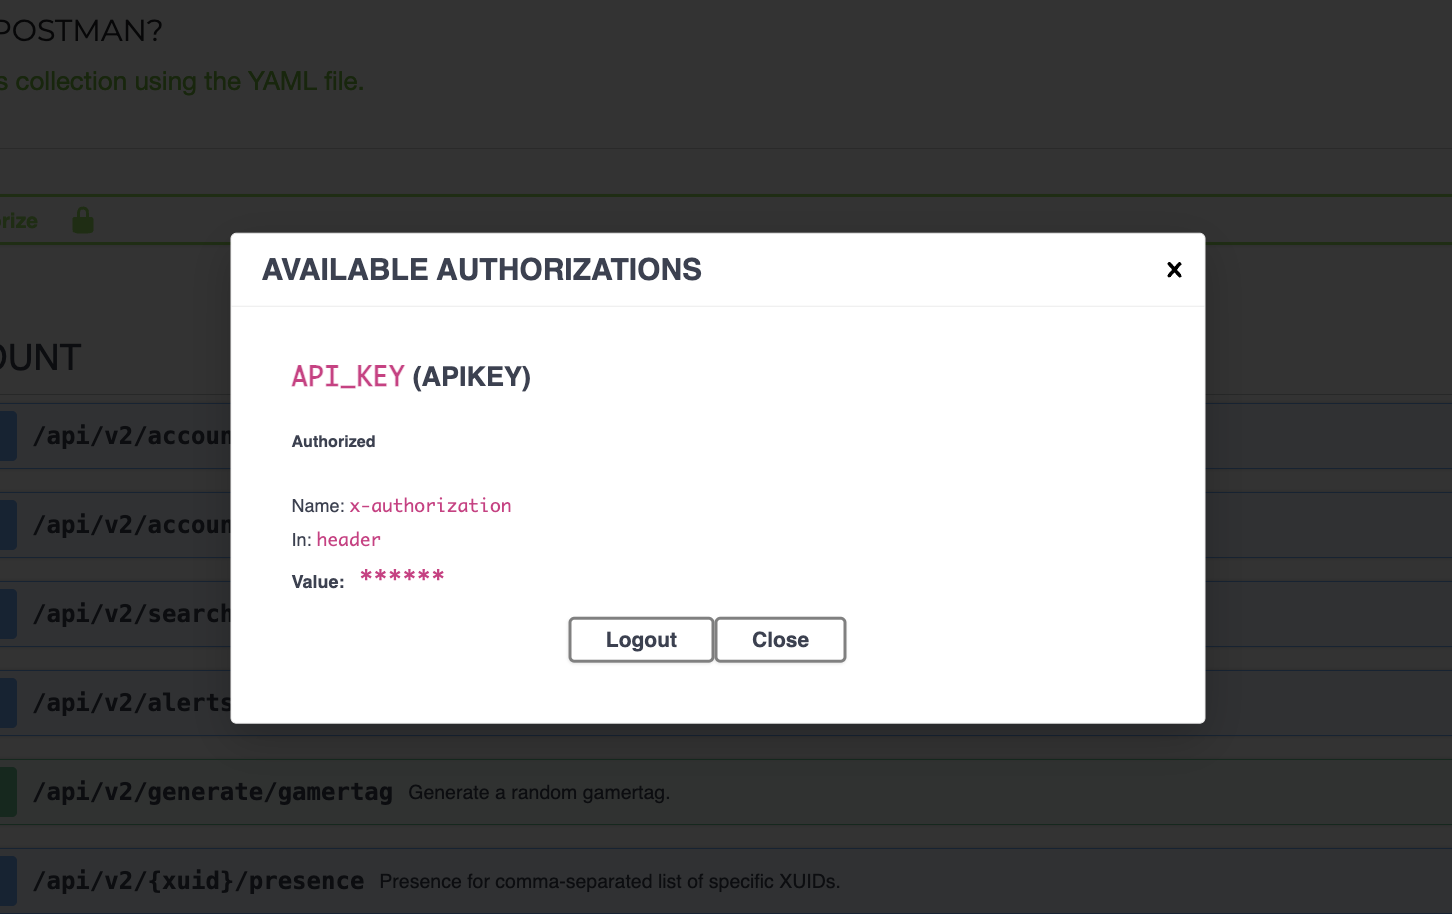 POSTMAN?
s collection using the YAML file.
rize
AVAILABLE AUTHORIZATIONS
OUNT
API_KEY (APIKEY)
/api/v2/accoun
Authorized
Name: x-authorization
/api/v2/accoun
In: header
Value: ******
/api/v2/search
Logout Close
/api/v2/alerts
/api/v2/generate/gamertag Generate a random gamertag.
/api/v2/{xuid}/presence Presence for comma-separated list of specific XUIDs.